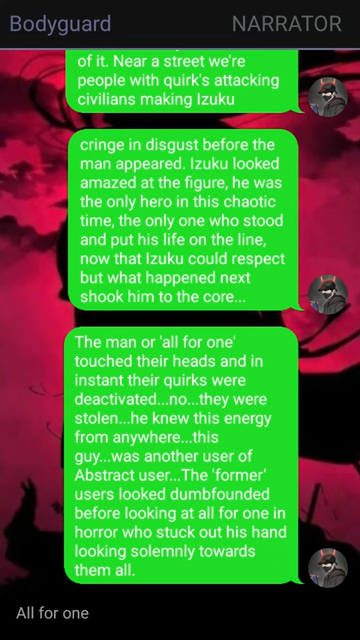 Bodyguard
NARRATOR
of it. Near a street we're
people with quirk's attacking
civilians making Izuku
cringe in disgust before the
man appeared. Izuku looked
amazed at the figure, he was
the only hero in this chaotic
time, the only one who stood
and put his life on the line,
now that Izuku could respect
but what happened next
shook him to the core...
The man or 'all for one'
touched their heads and in
instant their quirks were
deactivated...no...they were
stolen...he knew this energy
from anywhere...this
guy...was another user of
Abstract user...The 'former'
users looked dumbfounded
before looking at all for one in
horror who stuck out his hand
looking solemnly towards
them all.
All for one